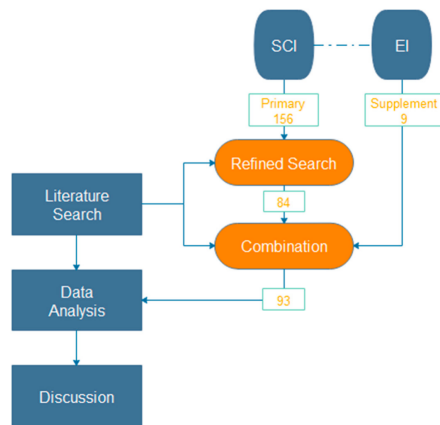 SCI
EI
Primary
156
Supplement
9
Refined Search
84
Literature
Search
Combination
Data
Analysis
93
Discussion